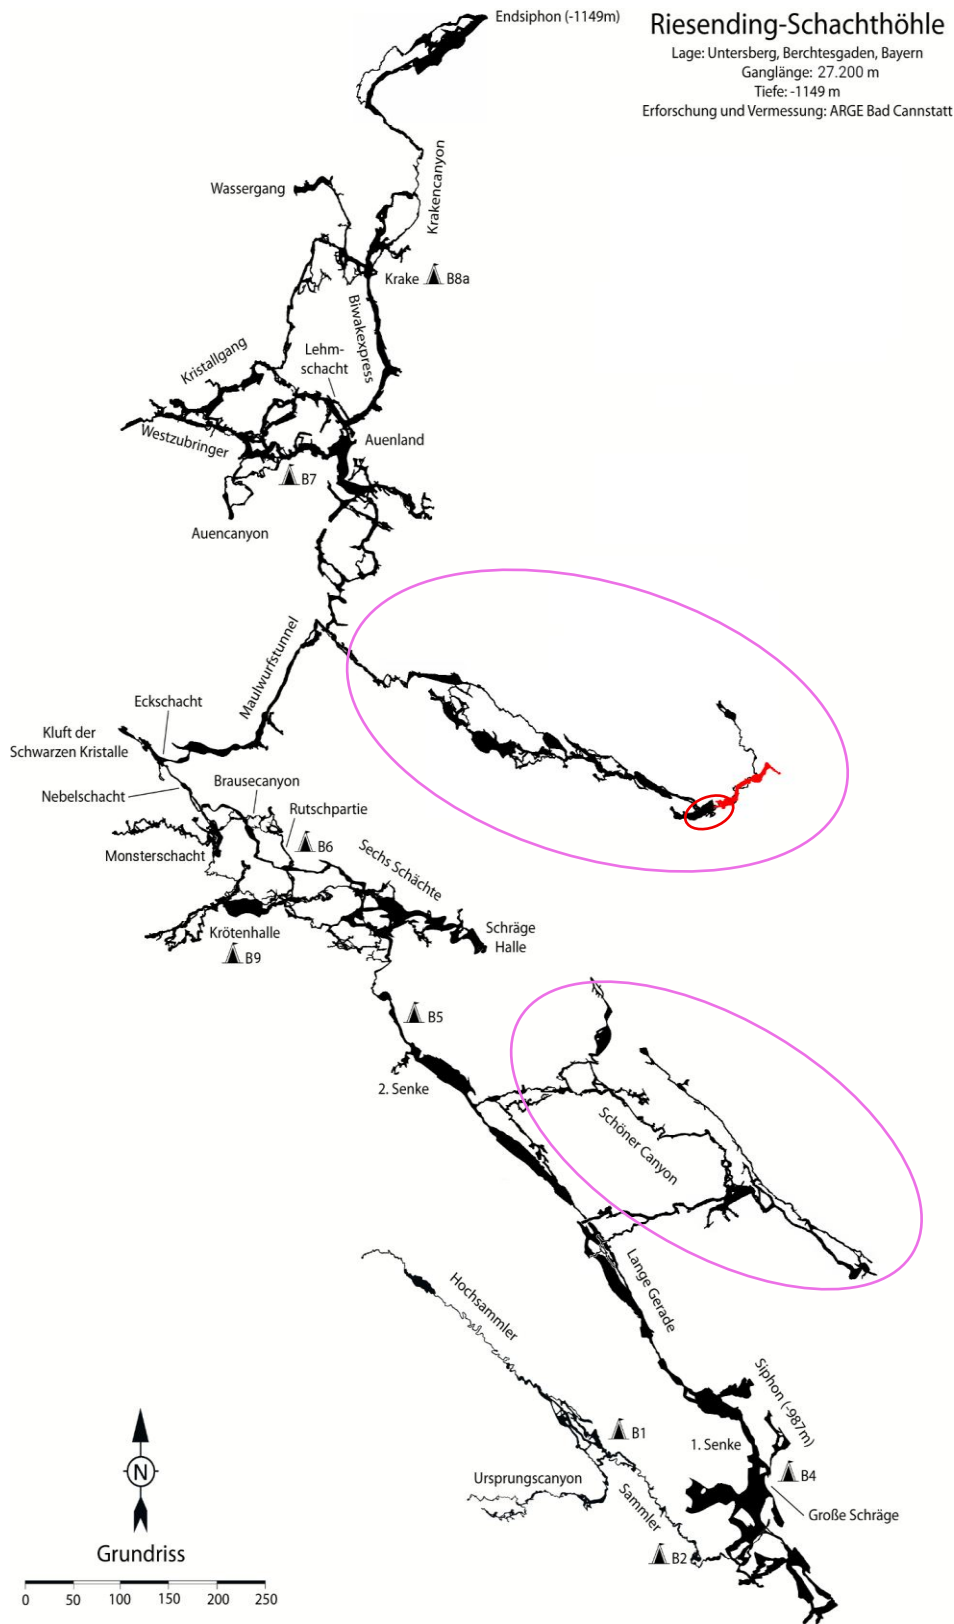 Endsiphon (-1149m)
Riesending-Schachthöhle
Lage: Untersberg, Berchtesgaden, Bayern
Ganglänge: 27.200 m
Tiefe: -1149 m
Erforschung und Vermessung: ARGE Bad Cannstatt
Krakencanyon
Wassergang
Krake
B8a
Biwakexpress
Lehm-
schacht
Kristallgang
Westzubringer
Auenland
B7
Auencanyon
Maulwurfstunnel
Eckschacht
Kluft der
Schwarzen Kristalle
Nebelschacht
Brausecanyon
Rutschpartie
B6
Monsterschacht
Sechs Schächte
Krötenhalle
B9
Schräge
Halle
B5
2. Senke
Schöner Canyon
Lange Gerade
Hochsammler
Siphon (-987m)
B1
1. Senke
B4
Ursprungscanyon
Sammler
Große Schräge
B2
N
Grundriss
0 50 100 150 200 250